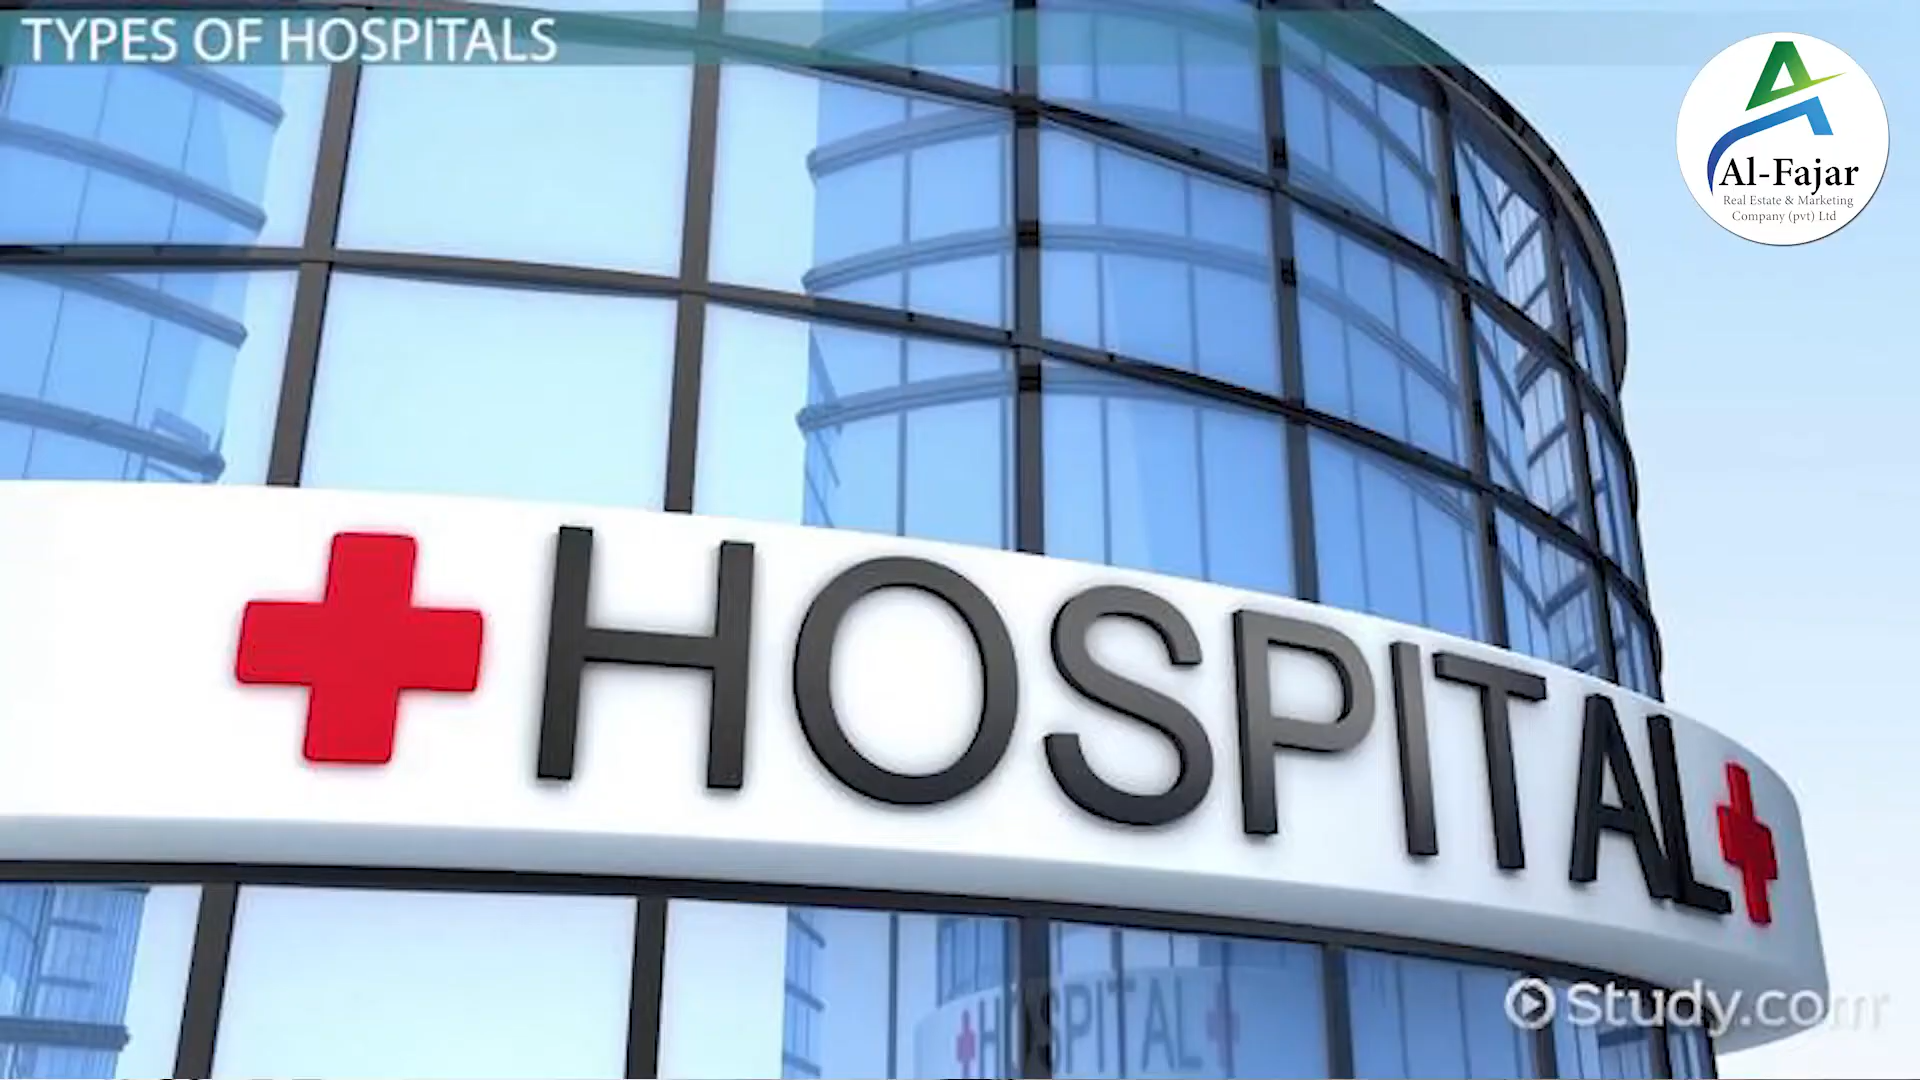 TYPES OF HOSPITALS
Al-Fajar
Real Estate & Marketing
Company (pvt) Ltd
HOSPITAL
Study.com
HOSPITAL